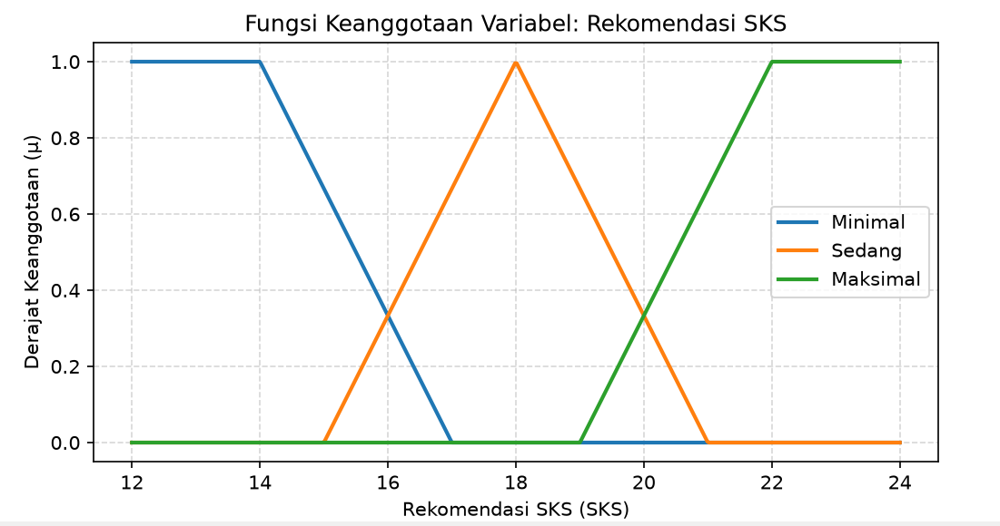 Fungsi Keanggotaan Variabel: Rekomendasi SKS
Derajat Keanggotaan (μ)
1.0
0.8
0.6
0.4
0.2
0.0
Minimal
Sedang
Maksimal
12 14 16 18 20 22 24
Rekomendasi SKS (SKS)